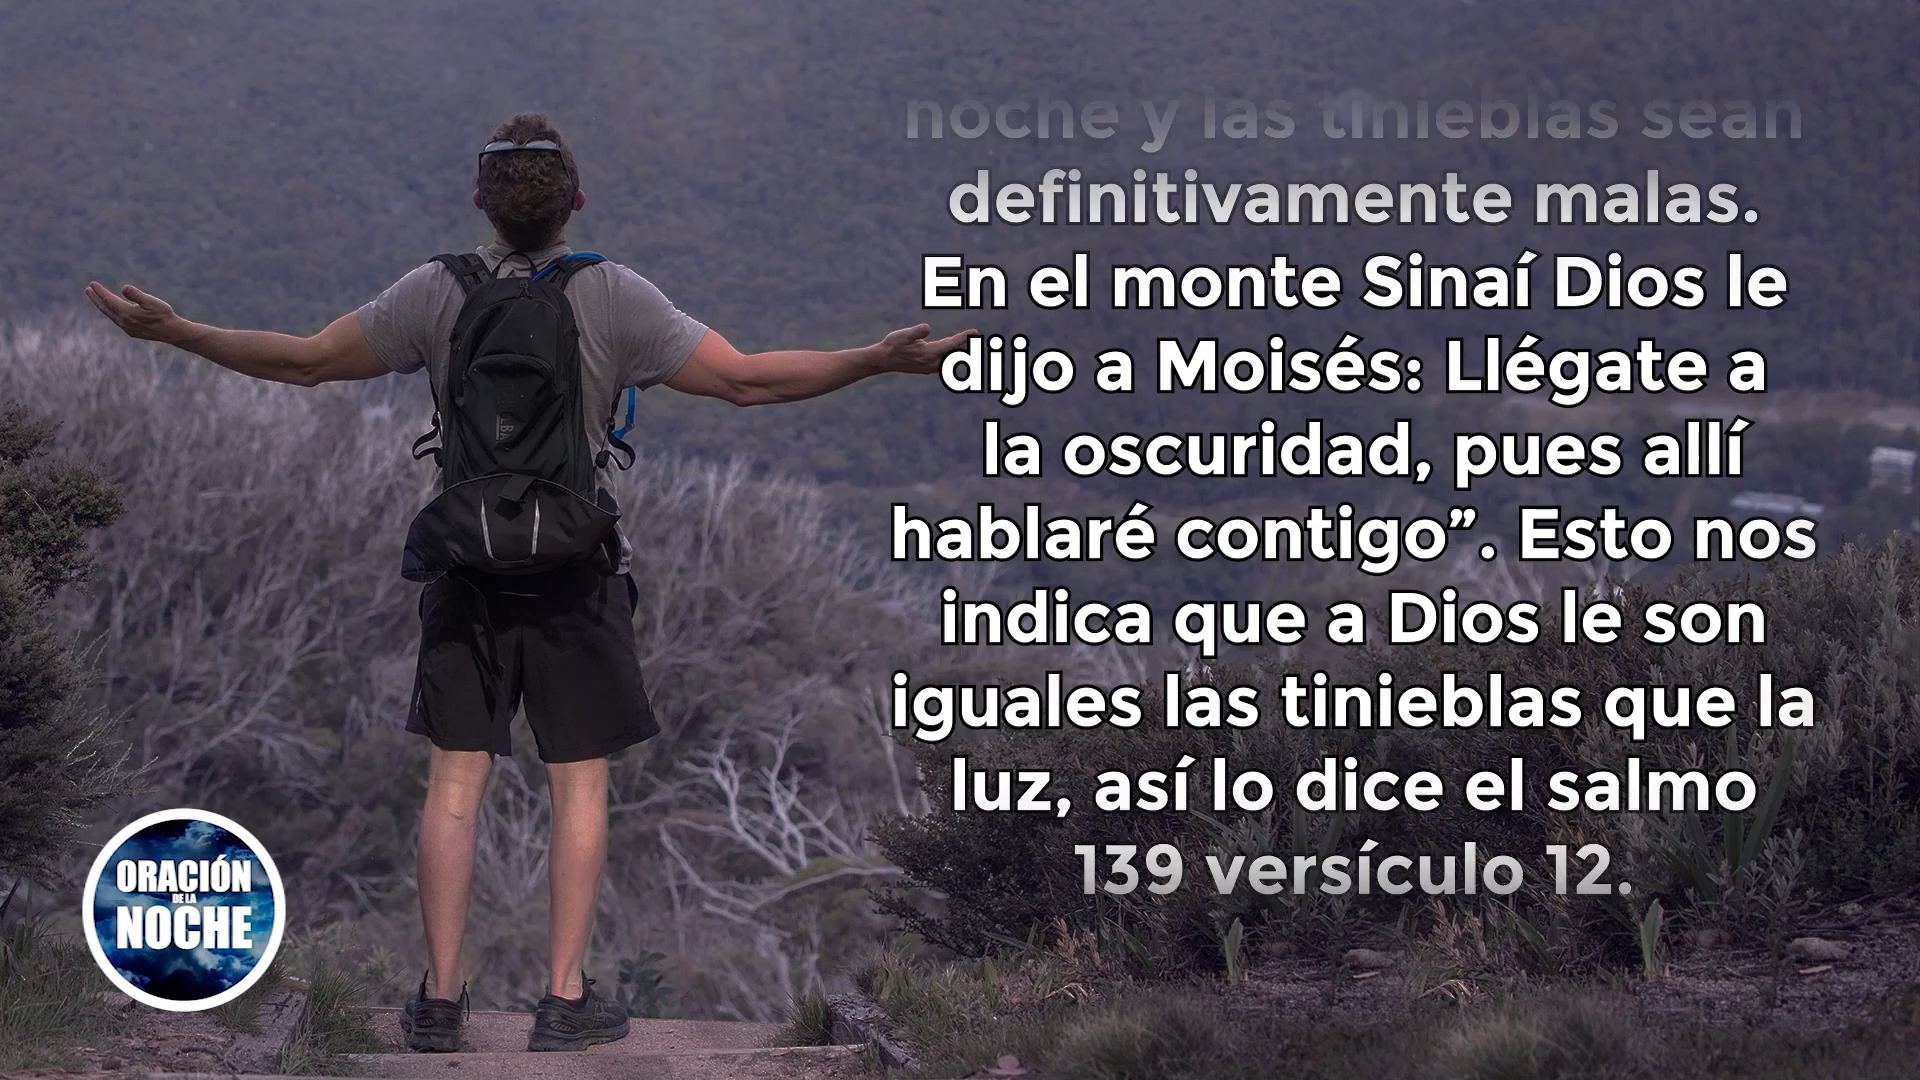 noche y las tinieblas sean
definitivamente malas.
En el monte Sinaí Dios le
dijo a Moisés: Llégate a
la oscuridad, pues allí
hablaré contigo”. Esto nos
indica que a Dios le son
iguales las tinieblas que la
luz, así lo dice el salmo
139 versículo 12.
ORACIÓN
DE LA
NOCHE